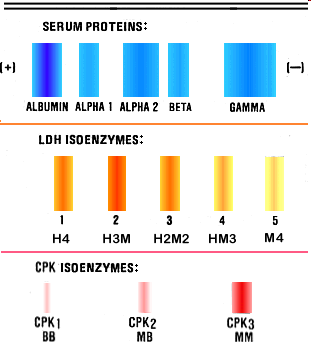 SERUM PROTEINS:
(+) (—)
ALBUMIN ALPHA 1 ALPHA 2 BETA GAMMA
LDH ISOENZYMES:
1 2 3 4 5
H4 H3M H2M2 HM3 M4
CPK ISOENZYMES:
CPK1 CPK2 CPK3
BB MB MM